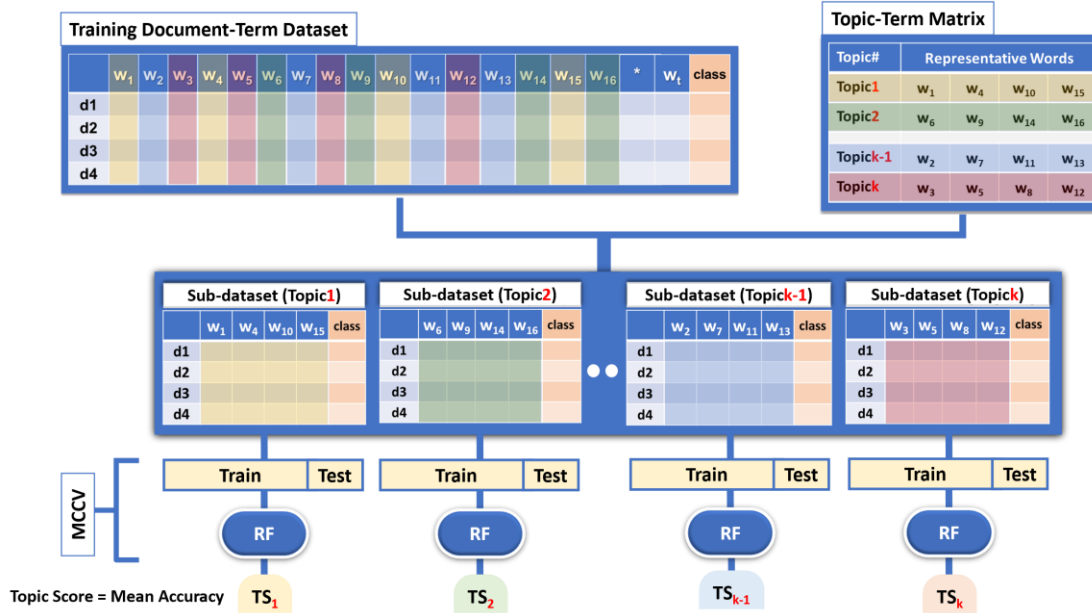 Training Document-Term Dataset
w1 w2 w3 w4 w5 w6 w7 w8 w9 w10 w11 w12 w13 w14 w15 w16 * wt class
d1
d2
d3
d4
Topic-Term Matrix
Topic# Representative Words
Topic1 w1 w4 w10 w15
Topic2 w6 w9 w14 w16
Topick-1 w2 w7 w11 w13
Topick w3 w5 w8 w12
Sub-dataset (Topic1)
w1 w4 w10 w15 class
d1
d2
d3
d4
Sub-dataset (Topic2)
w6 w9 w14 w16 class
d1
d2
d3
d4
Sub-dataset (Topick-1)
w2 w7 w11 w13 class
d1
d2
d3
d4
Sub-dataset (Topick)
w3 w5 w8 w12 class
d1
d2
d3
d4
MCCV
Train Test Train Test Train Test Train Test
RF RF RF RF
Topic Score = Mean Accuracy TS1 TS2 TSk-1 TSk